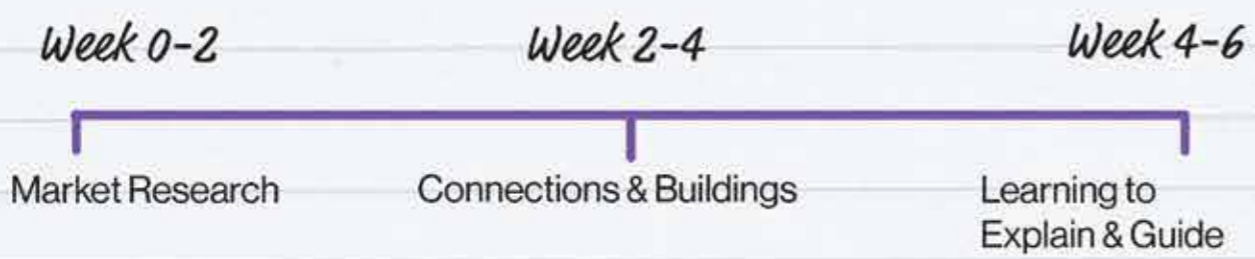 Week 0-2
Week 2-4
Week 4-6
Market Research
Connections & Buildings
Learning to
Explain & Guide